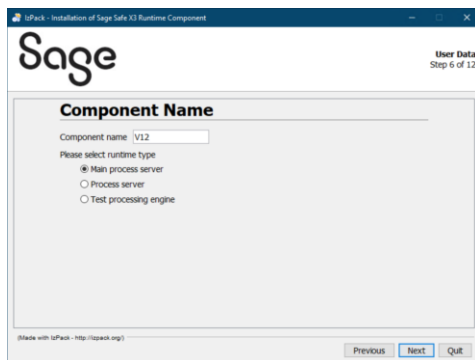 IzPack - Installation of Sage Safe X3 Runtime Component
Sage
User Data
Step 6 of 12
Component Name
Component name V12
Please select runtime type
Main process server
Process server
Test processing engine
(Made with IzPack - http://izpack.org/)
Previous Next Quit